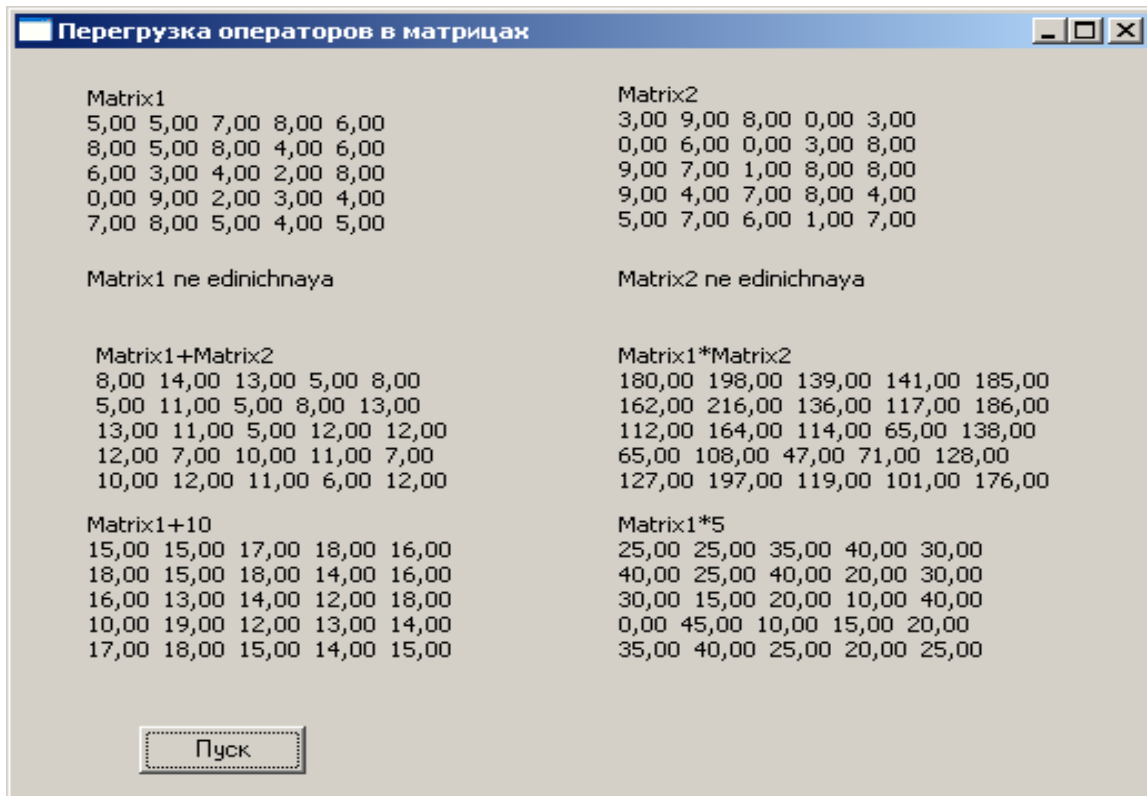 Перегрузка операторов в матрицах
Matrix1
5,00 5,00 7,00 8,00 6,00
8,00 5,00 8,00 4,00 6,00
6,00 3,00 4,00 2,00 8,00
0,00 9,00 2,00 3,00 4,00
7,00 8,00 5,00 4,00 5,00
Matrix1 ne edinichnaya
Matrix2
3,00 9,00 8,00 0,00 3,00
0,00 6,00 0,00 3,00 8,00
9,00 7,00 1,00 8,00 8,00
9,00 4,00 7,00 8,00 4,00
5,00 7,00 6,00 1,00 7,00
Matrix2 ne edinichnaya
Matrix1+Matrix2
8,00 14,00 13,00 5,00 8,00
5,00 11,00 5,00 8,00 13,00
13,00 11,00 5,00 12,00 12,00
12,00 7,00 10,00 11,00 7,00
10,00 12,00 11,00 6,00 12,00
Matrix1*Matrix2
180,00 198,00 139,00 141,00 185,00
162,00 216,00 136,00 117,00 186,00
112,00 164,00 114,00 65,00 138,00
65,00 108,00 47,00 71,00 128,00
127,00 197,00 119,00 101,00 176,00
Matrix1+10
15,00 15,00 17,00 18,00 16,00
18,00 15,00 18,00 14,00 16,00
16,00 13,00 14,00 12,00 18,00
10,00 19,00 12,00 13,00 14,00
17,00 18,00 15,00 14,00 15,00
Matrix1*5
25,00 25,00 35,00 40,00 30,00
40,00 25,00 40,00 20,00 30,00
30,00 15,00 20,00 10,00 40,00
0,00 45,00 10,00 15,00 20,00
35,00 40,00 25,00 20,00 25,00
Пуск